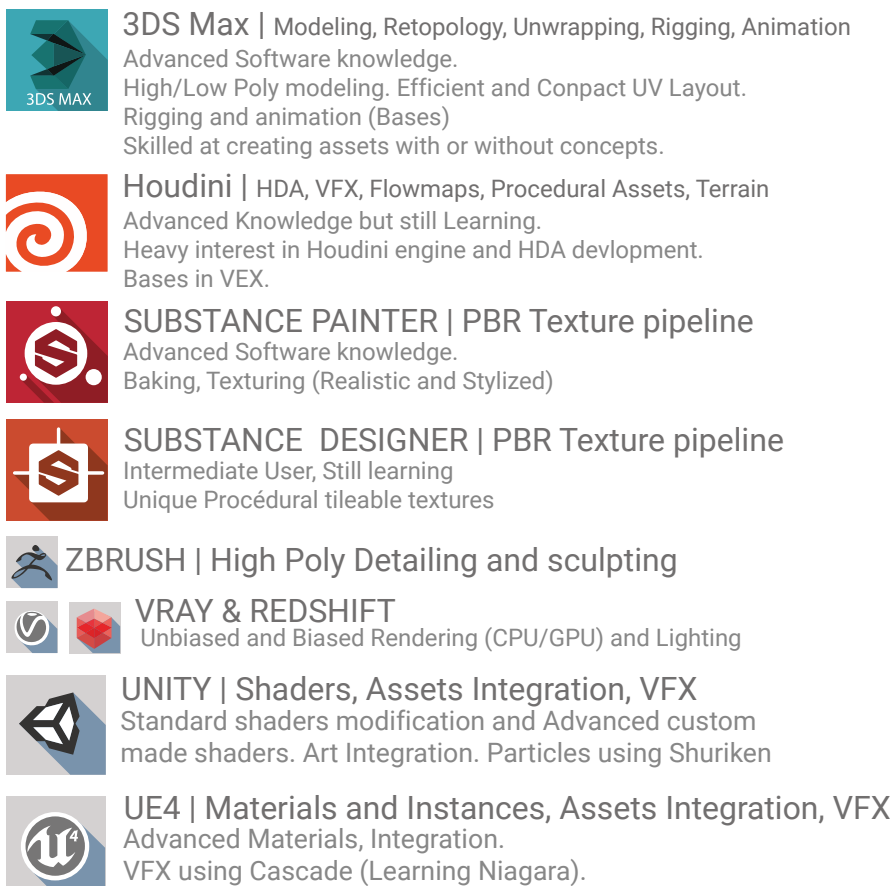 3DS MAX
3DS Max | Modeling, Retopology, Unwrapping, Rigging, Animation
Advanced Software knowledge.
High/Low Poly modeling. Efficient and Conpact UV Layout.
Rigging and animation (Bases)
Skilled at creating assets with or without concepts.
Houdini | HDA, VFX, Flowmaps, Procedural Assets, Terrain
Advanced Knowledge but still Learning.
Heavy interest in Houdini engine and HDA devlopment.
Bases in VEX.
SUBSTANCE PAINTER | PBR Texture pipeline
Advanced Software knowledge.
Baking, Texturing (Realistic and Stylized)
SUBSTANCE DESIGNER | PBR Texture pipeline
Intermediate User, Still learning
Unique Procédural tileable textures
ZBRUSH | High Poly Detailing and sculpting
VRAY & REDSHIFT
Unbiased and Biased Rendering (CPU/GPU) and Lighting
UNITY | Shaders, Assets Integration, VFX
Standard shaders modification and Advanced custom
made shaders. Art Integration. Particles using Shuriken
UE4 | Materials and Instances, Assets Integration, VFX
Advanced Materials, Integration.
VFX using Cascade (Learning Niagara).